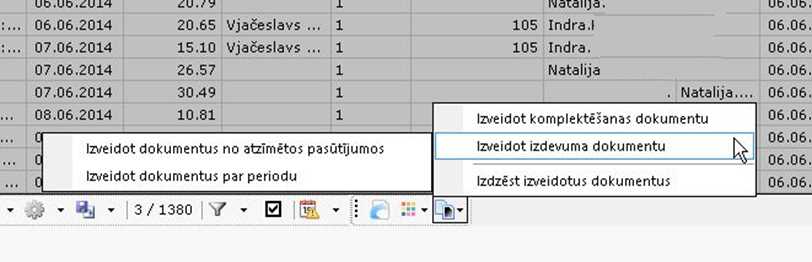 06.06.2014 20.79 1 Natalija. 06.06.
:... 06.06.2014 20.65 Vjačeslavs ... 1 105 Indra. 06.06.
:... 07.06.2014 15.10 Vjačeslavs ... 1 105 Indra. 06.06.
07.06.2014 26.57 1 Natalija 06.06.
07.06.2014 30.49 1 . Natalija.... 06.06.
... 08.06.2014 10.81 1 06.06.
Izveidot komplektēšanas dokumentu
Izveidot izdevuma dokumentu
Izdzēst izveidotus dokumentus
Izveidot dokumentus no atzīmētos pasūtījumos
Izveidot dokumentus par periodu
3 / 1380